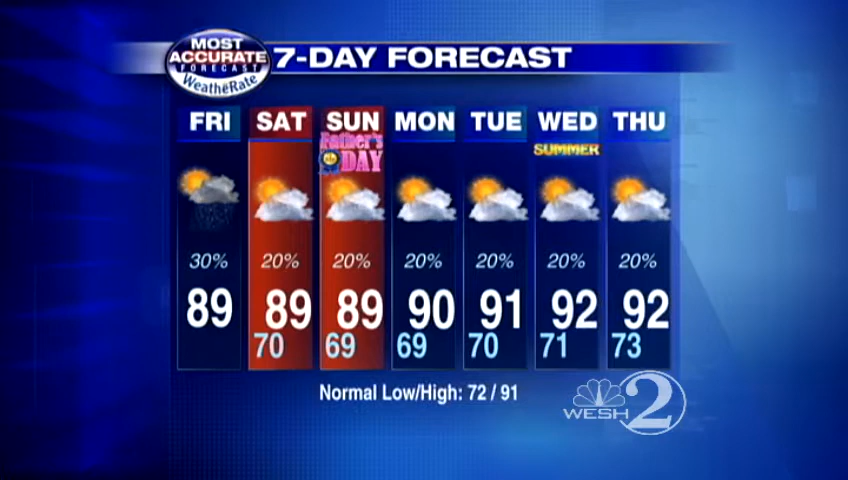 MOST
ACCURATE
FORECAST
WeatheRate
7-DAY FORECAST
FRI SAT SUN MON TUE WED THU
Father's
DAY
SUMMER
30% 20% 20% 20% 20% 20% 20%
89 89 89 90 91 92 92
70 69 69 70 71 73
Normal Low/High: 72 / 91
WESH 2